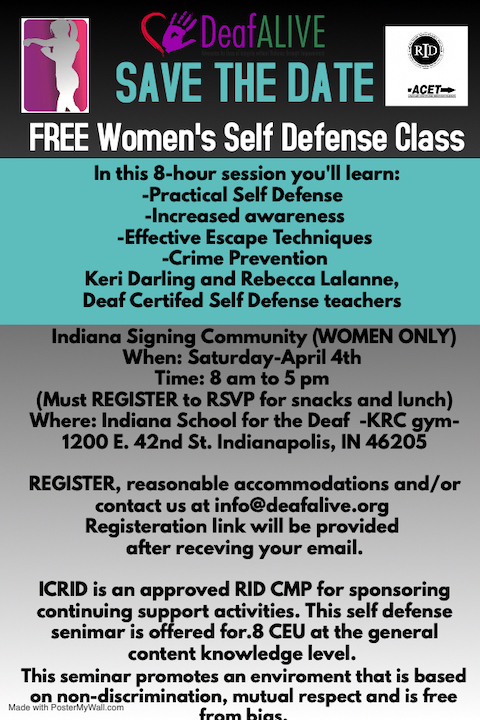 DeafALIVE
RID
SAVE THE DATE
ACET
FREE Women's Self Defense Class
In this 8-hour session you'll learn:
-Practical Self Defense
-Increased awareness
-Effective Escape Techniques
-Crime Prevention
Keri Darling and Rebecca Lalanne,
Deaf Certifed Self Defense teachers
Indiana Signing Community (WOMEN ONLY)
When: Saturday-April 4th
Time: 8 am to 5 pm
(Must REGISTER to RSVP for snacks and lunch)
Where: Indiana School for the Deaf -KRC gym-
1200 E. 42nd St. Indianapolis, IN 46205
REGISTER, reasonable accommodations and/or
contact us at info@deafalive.org
Registeration link will be provided
after receving your email.
ICRID is an approved RID CMP for sponsoring
continuing support activities. This self defense
senimar is offered for.8 CEU at the general
content knowledge level.
This seminar promotes an enviroment that is based
on non-discrimination, mutual respect and is free
from bias.
Made with PosterMyWall.com